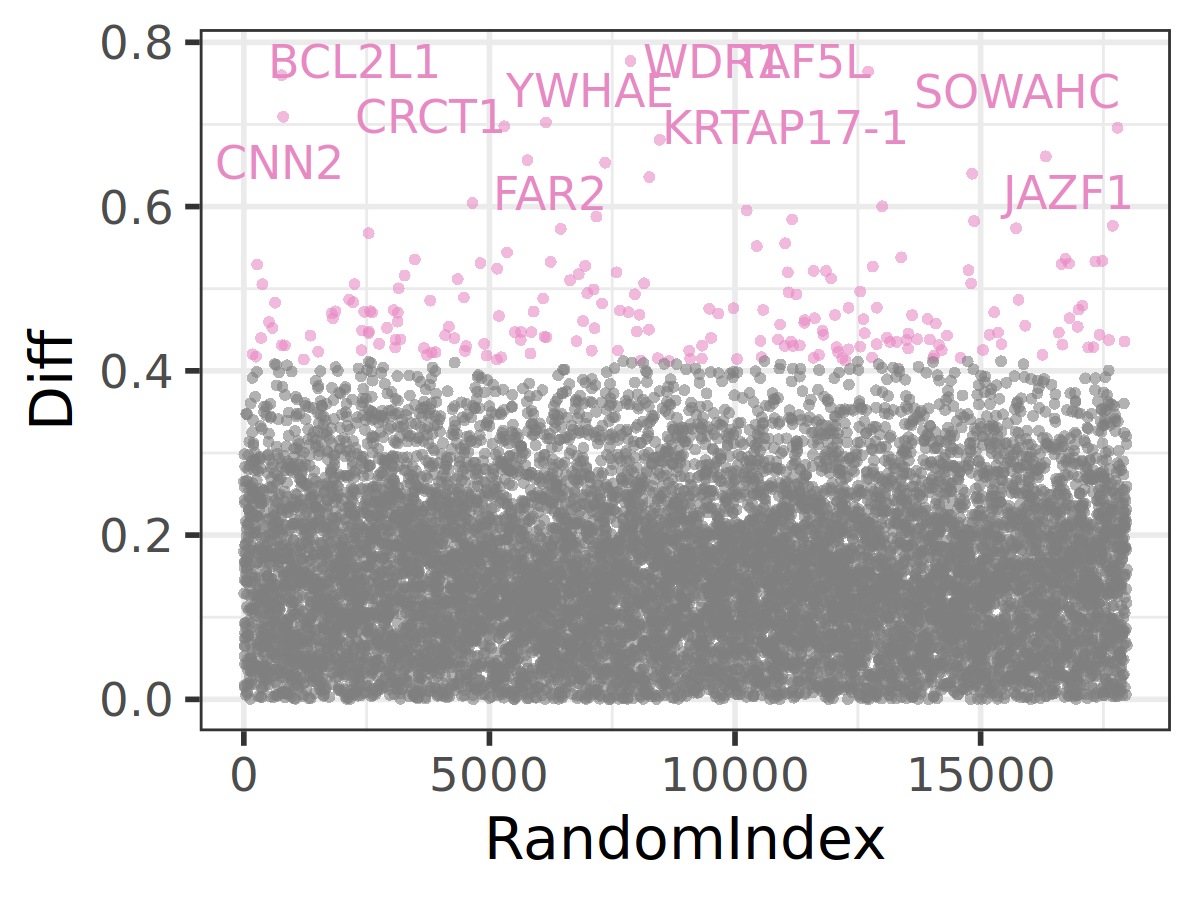 0.8
BCL2L1
WDR7
TAF5L
YWHAE
SOWAHC
CRCT1
KRTAP17-1
CNN2
FAR2
JAZF1
0.6
0.4
0.2
0.0
Diff
0 5000 10000 15000
RandomIndex